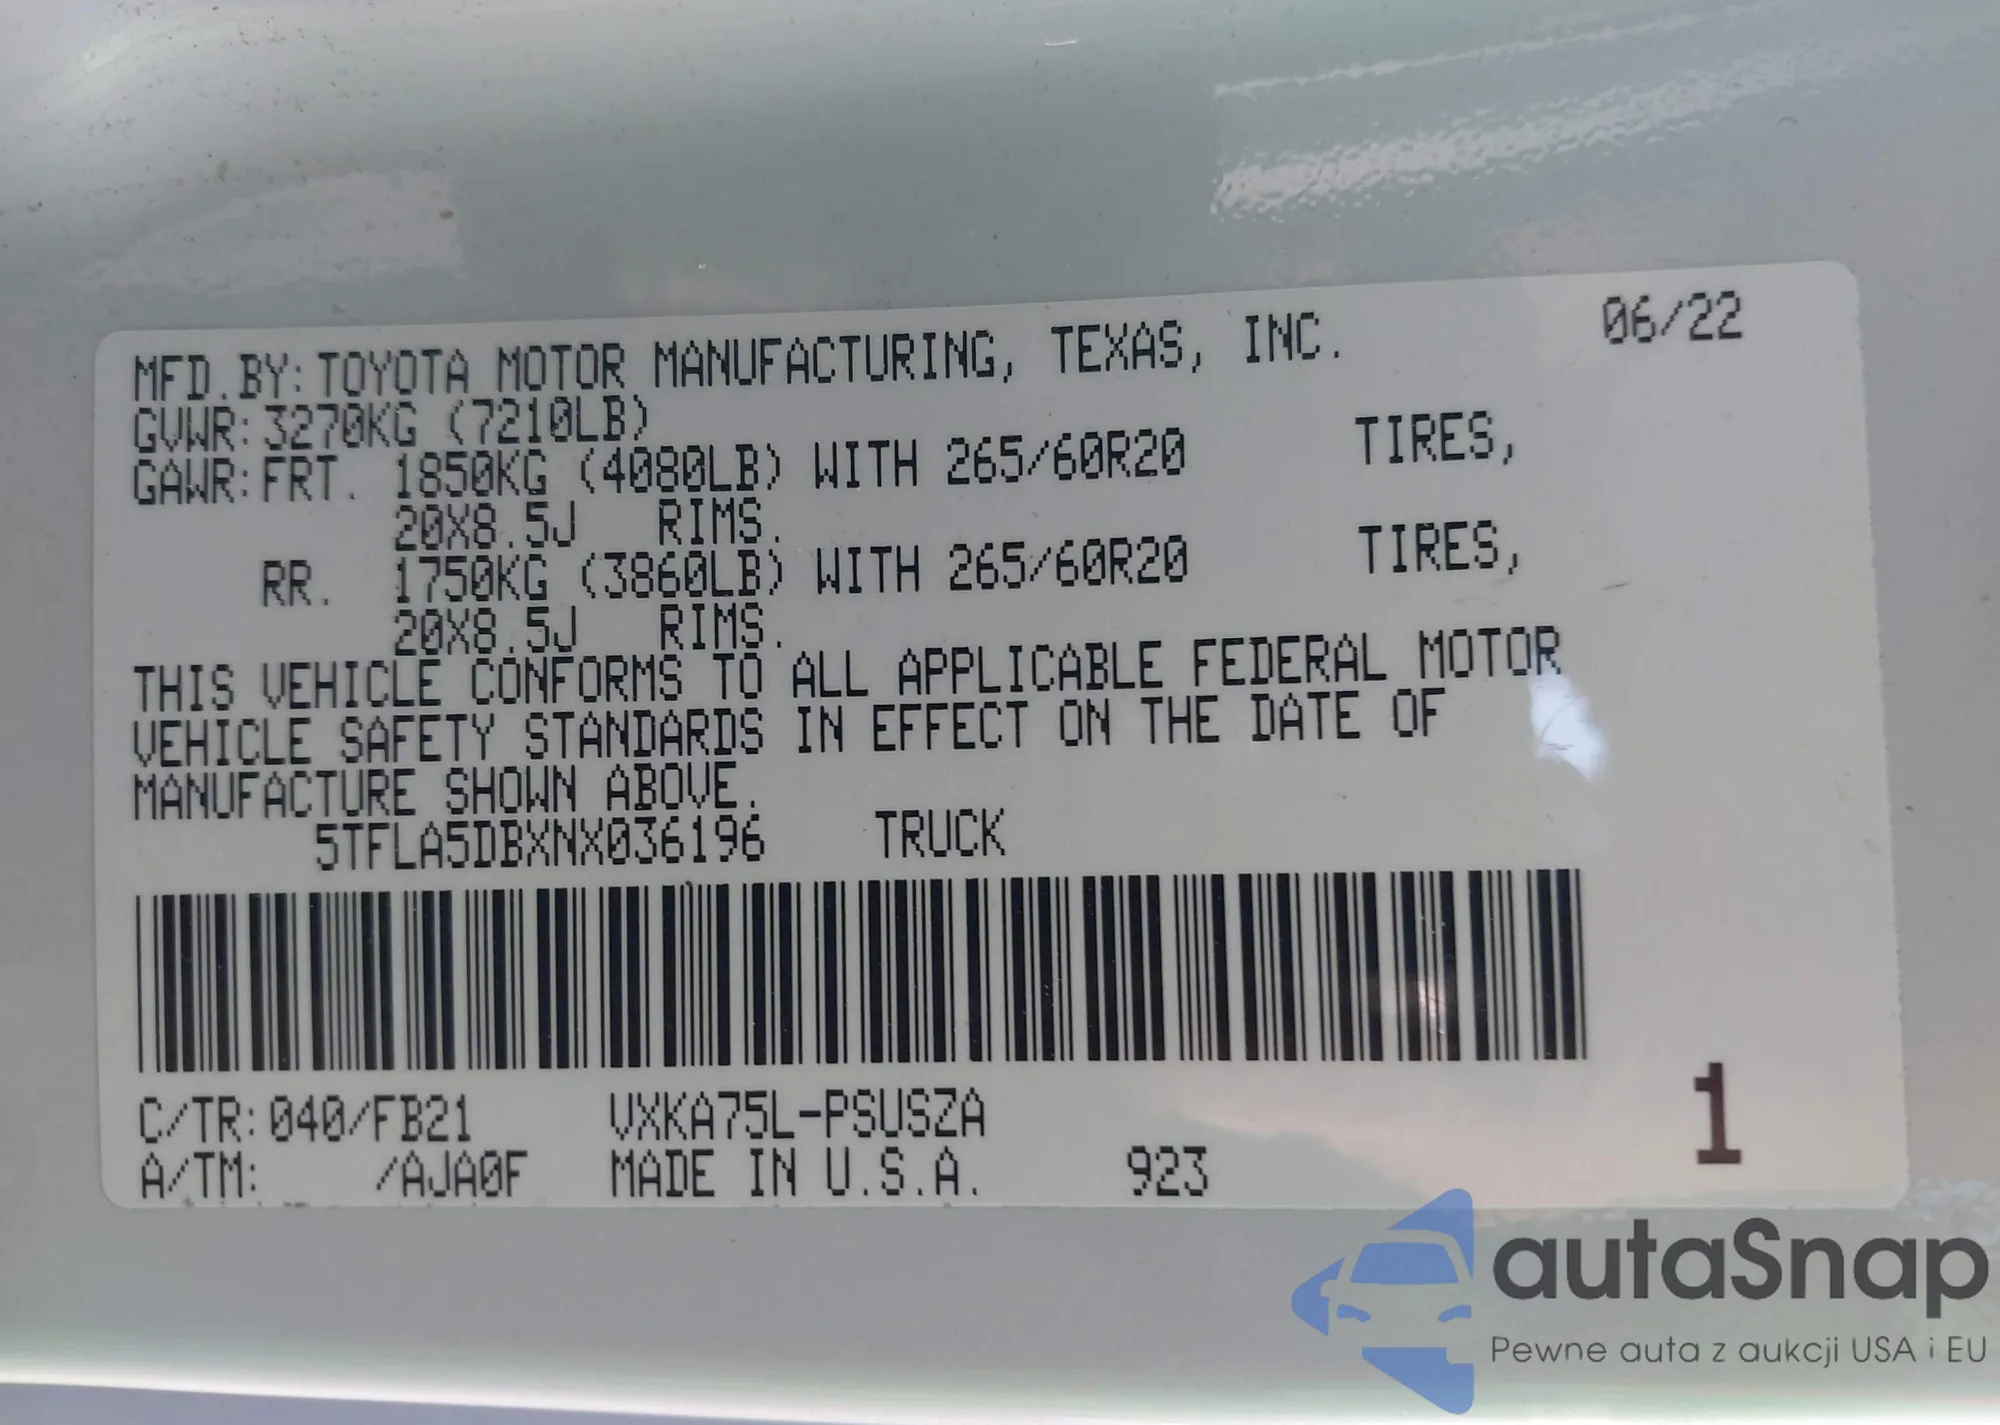 MFD.BY:TOYOTA MOTOR MANUFACTURING, TEXAS, INC. 06/22
GVWR:3270KG (7210LB)
GAWR:FRT. 1850KG (4080LB) WITH 265/60R20 TIRES,
20X8.5J RIMS.
RR. 1750KG (3860LB) WITH 265/60R20 TIRES,
20X8.5J RIMS.
THIS VEHICLE CONFORMS TO ALL APPLICABLE FEDERAL MOTOR
VEHICLE SAFETY STANDARDS IN EFFECT ON THE DATE OF
MANUFACTURE SHOWN ABOVE.
5TFLA5DBXNX036196 TRUCK
C/TR:040/FB21 VXKA75L-PSUSZA
A/TM: /AJA0F MADE IN U.S.A. 923
1
autaSnap
Pewne auta z aukcji USA i EU